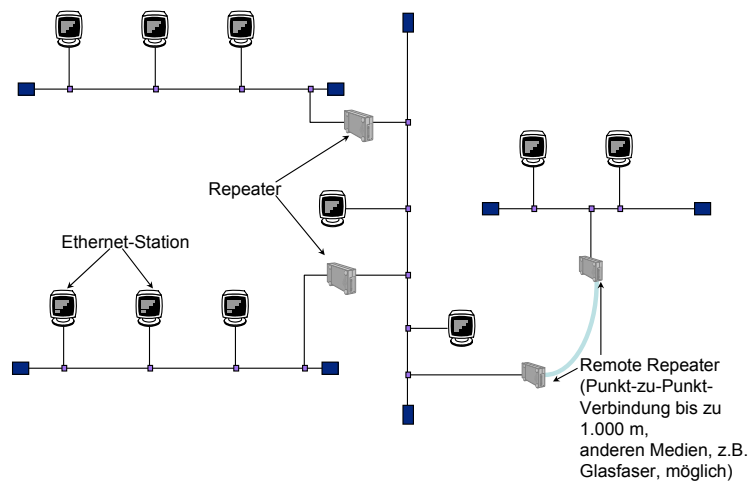 Repeater
Ethernet-Station
Remote Repeater
(Punkt-zu-Punkt-
Verbindung bis zu
1.000 m,
anderen Medien, z.B.
Glasfaser, möglich)